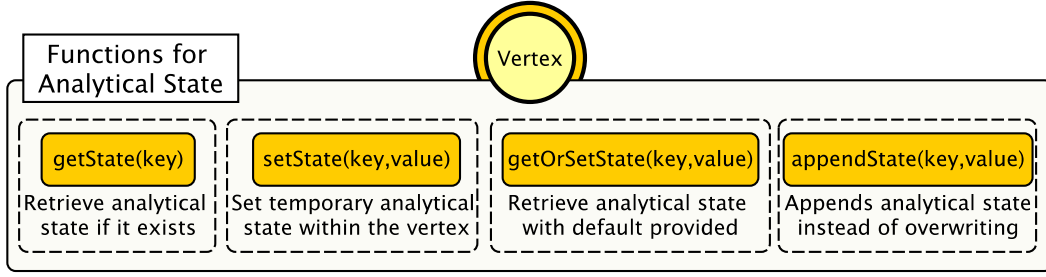 Vertex
Functions for
Analytical State
getState(key)
Retrieve analytical
state if it exists
setState(key,value)
Set temporary analytical
state within the vertex
getOrSetState(key,value)
Retrieve analytical state
with default provided
appendState(key,value)
Appends analytical state
instead of overwriting